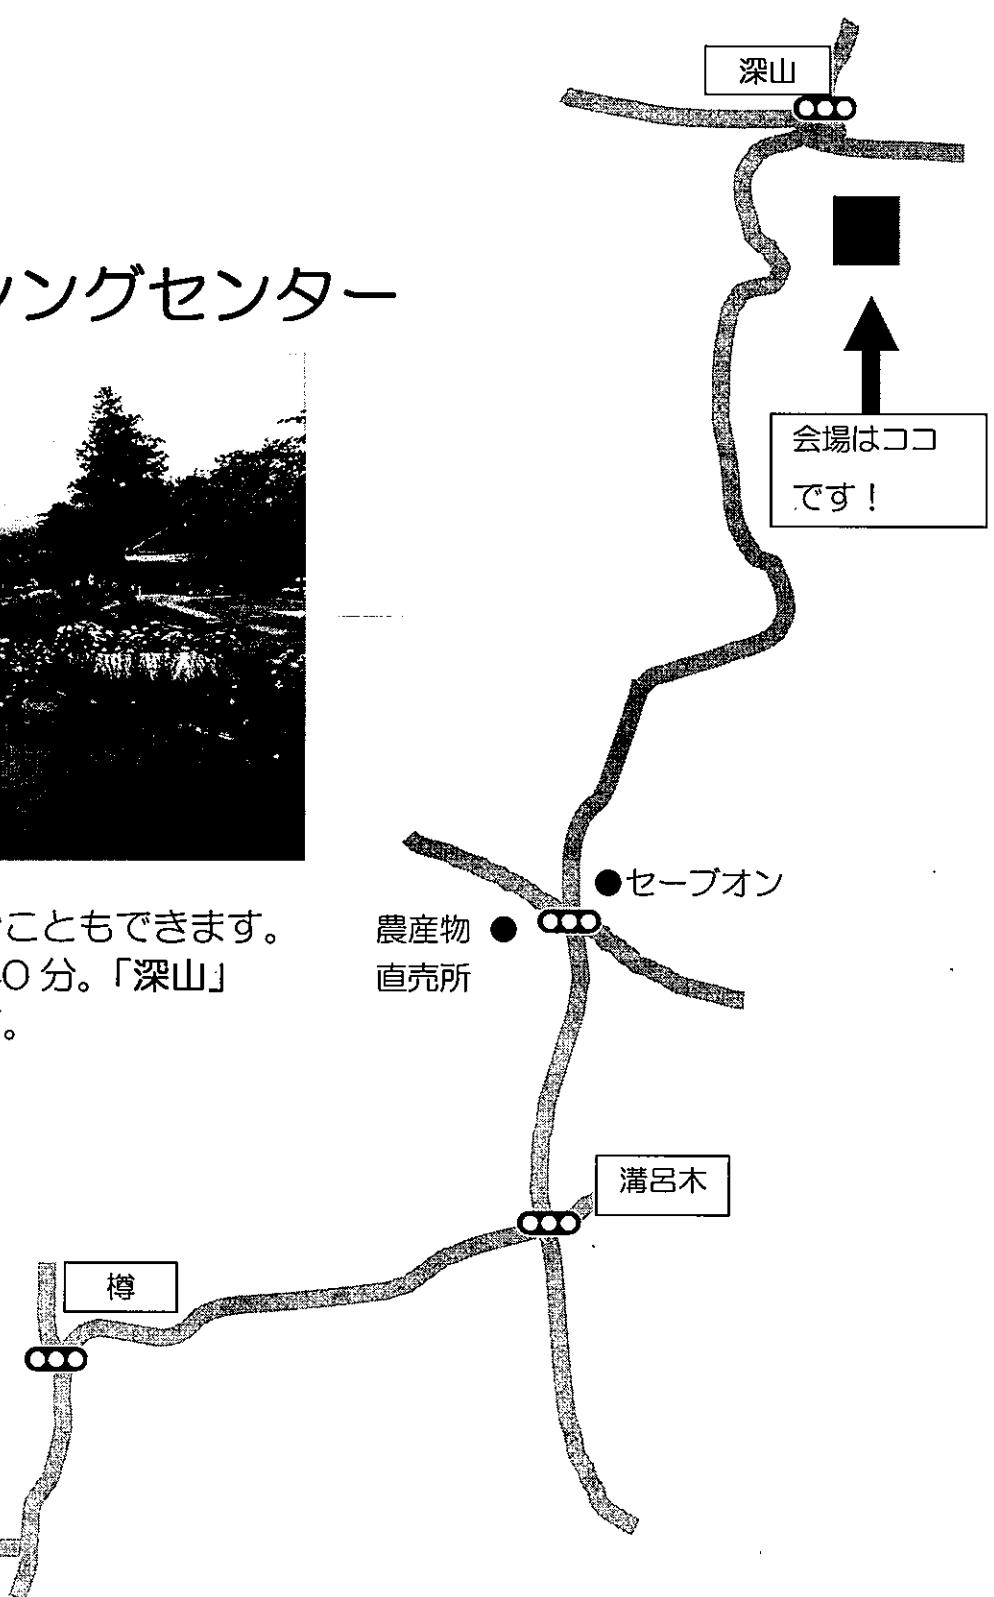 深山
ングセンター
会場はココ
です！
セーブオン
農産物
直売所
こともできます。
0分。「深山」
。
溝呂木
樽